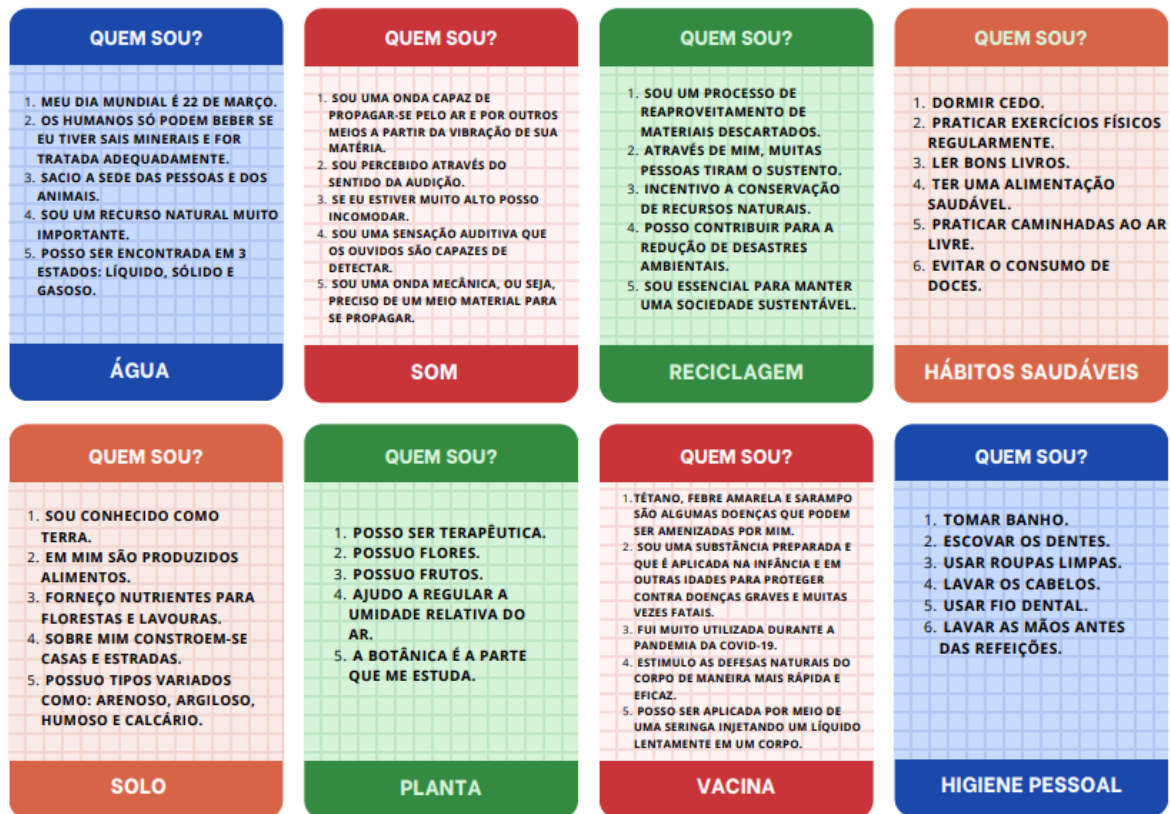 QUEM SOU?
1. MEU DIA MUNDIAL É 22 DE MARÇO.
2. OS HUMANOS SÓ PODEM BEBER SE
EU TIVER SAIS MINERAIS E FOR
TRATADA ADEQUADAMENTE.
3. SACIO A SEDE DAS PESSOAS E DOS
ANIMAIS.
4. SOU UM RECURSO NATURAL MUITO
IMPORTANTE.
5. POSSO SER ENCONTRADA EM 3
ESTADOS: LÍQUIDO, SÓLIDO E
GASOSO.
ÁGUA
QUEM SOU?
1. SOU UMA ONDA CAPAZ DE
PROPAGAR-SE PELO AR E POR OUTROS
MEIOS A PARTIR DA VIBRAÇÃO DE SUA
MATÉRIA.
2. SOU PERCEBIDO ATRAVÉS DO
SENTIDO DA AUDIÇÃO.
3. SE EU ESTIVER MUITO ALTO POSSO
INCOMODAR.
4. SOU UMA SENSAÇÃO AUDITIVA QUE
OS OUVIDOS SÃO CAPAZES DE
DETECTAR.
5. SOU UMA ONDA MECÂNICA, OU SEJA,
PRECISO DE UM MEIO MATERIAL PARA
SE PROPAGAR.
SOM
QUEM SOU?
1. SOU UM PROCESSO DE
REAPROVEITAMENTO DE
MATERIAIS DESCARTADOS.
2. ATRAVÉS DE MIM, MUITAS
PESSOAS TIRAM O SUSTENTO.
3. INCENTIVO A CONSERVAÇÃO
DE RECURSOS NATURAIS.
4. POSSO CONTRIBUIR PARA A
REDUÇÃO DE DESASTRES
AMBIENTAIS.
5. SOU ESSENCIAL PARA MANTER
UMA SOCIEDADE SUSTENTÁVEL.
RECICLAGEM
QUEM SOU?
1. DORMIR CEDO.
2. PRATICAR EXERCÍCIOS FÍSICOS
REGULARMENTE.
3. LER BONS LIVROS.
4. TER UMA ALIMENTAÇÃO
SAUDÁVEL.
5. PRATICAR CAMINHADAS AO AR
LIVRE.
6. EVITAR O CONSUMO DE
DOCES.
HÁBITOS SAUDÁVEIS
QUEM SOU?
1. SOU CONHECIDO COMO
TERRA.
2. EM MIM SÃO PRODUZIDOS
ALIMENTOS.
3. FORNEÇO NUTRIENTES PARA
FLORESTAS E LAVOURAS.
4. SOBRE MIM CONSTROEM-SE
CASAS E ESTRADAS.
5. POSSUO TIPOS VARIADOS
COMO: ARENOSO, ARGILOSO,
HUMOSO E CALCÁRIO.
SOLO
QUEM SOU?
1. POSSO SER TERAPÊUTICA.
2. POSSUO FLORES.
3. POSSUO FRUTOS.
4. AJUDO A REGULAR A
UMIDADE RELATIVA DO
AR.
5. A BOTÂNICA É A PARTE
QUE ME ESTUDA.
PLANTA
QUEM SOU?
1. TÉTANO, FEBRE AMARELA E SARAMPO
SÃO ALGUMAS DOENÇAS QUE PODEM
SER AMENIZADAS POR MIM.
2. SOU UMA SUBSTÂNCIA PREPARADA E
QUE É APLICADA NA INFÂNCIA E EM
OUTRAS IDADES PARA PROTEGER
CONTRA DOENÇAS GRAVES E MUITAS
VEZES FATAIS.
3. FUI MUITO UTILIZADA DURANTE A
PANDEMIA DA COVID-19.
4. ESTIMULO AS DEFESAS NATURAIS DO
CORPO DE MANEIRA MAIS RÁPIDA E
EFICAZ.
5. POSSO SER APLICADA POR MEIO DE
UMA SERINGA INJETANDO UM LÍQUIDO
LENTAMENTE EM UM CORPO.
VACINA
QUEM SOU?
1. TOMAR BANHO.
2. ESCOVAR OS DENTES.
3. USAR ROUPAS LIMPAS.
4. LAVAR OS CABELOS.
5. USAR FIO DENTAL.
6. LAVAR AS MÃOS ANTES
DAS REFEIÇÕES.
HIGIENE PESSOAL